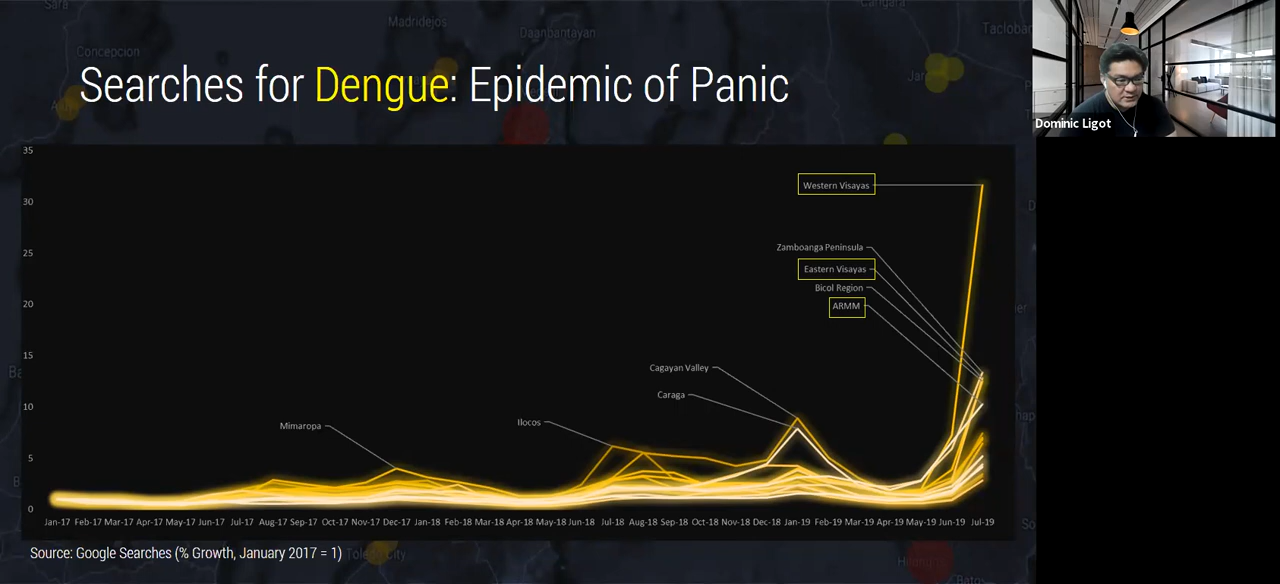 Sara
Madridejos
Daanbantayan
Concepcion
Searches for Dengue: Epidemic of Panic
Dominic Ligot
35
30
25
20
15
10
5
0
Western Visayas
Zamboanga Peninsula
Eastern Visayas
Bicol Region
ARMM
Cagayan Valley
Caraga
Ilocos
Mimaropa
Jan-17 Feb-17 Mar-17 Apr-17 May-17 Jun-17 Jul-17 Aug-17 Sep-17 Oct-17 Nov-17 Dec-17 Jan-18 Feb-18 Mar-18 Apr-18 May-18 Jun-18 Jul-18 Aug-18 Sep-18 Oct-18 Nov-18 Dec-18 Jan-19 Feb-19 Mar-19 Apr-19 May-19 Jun-19 Jul-19
Source: Google Searches (% Growth, January 2017 = 1)